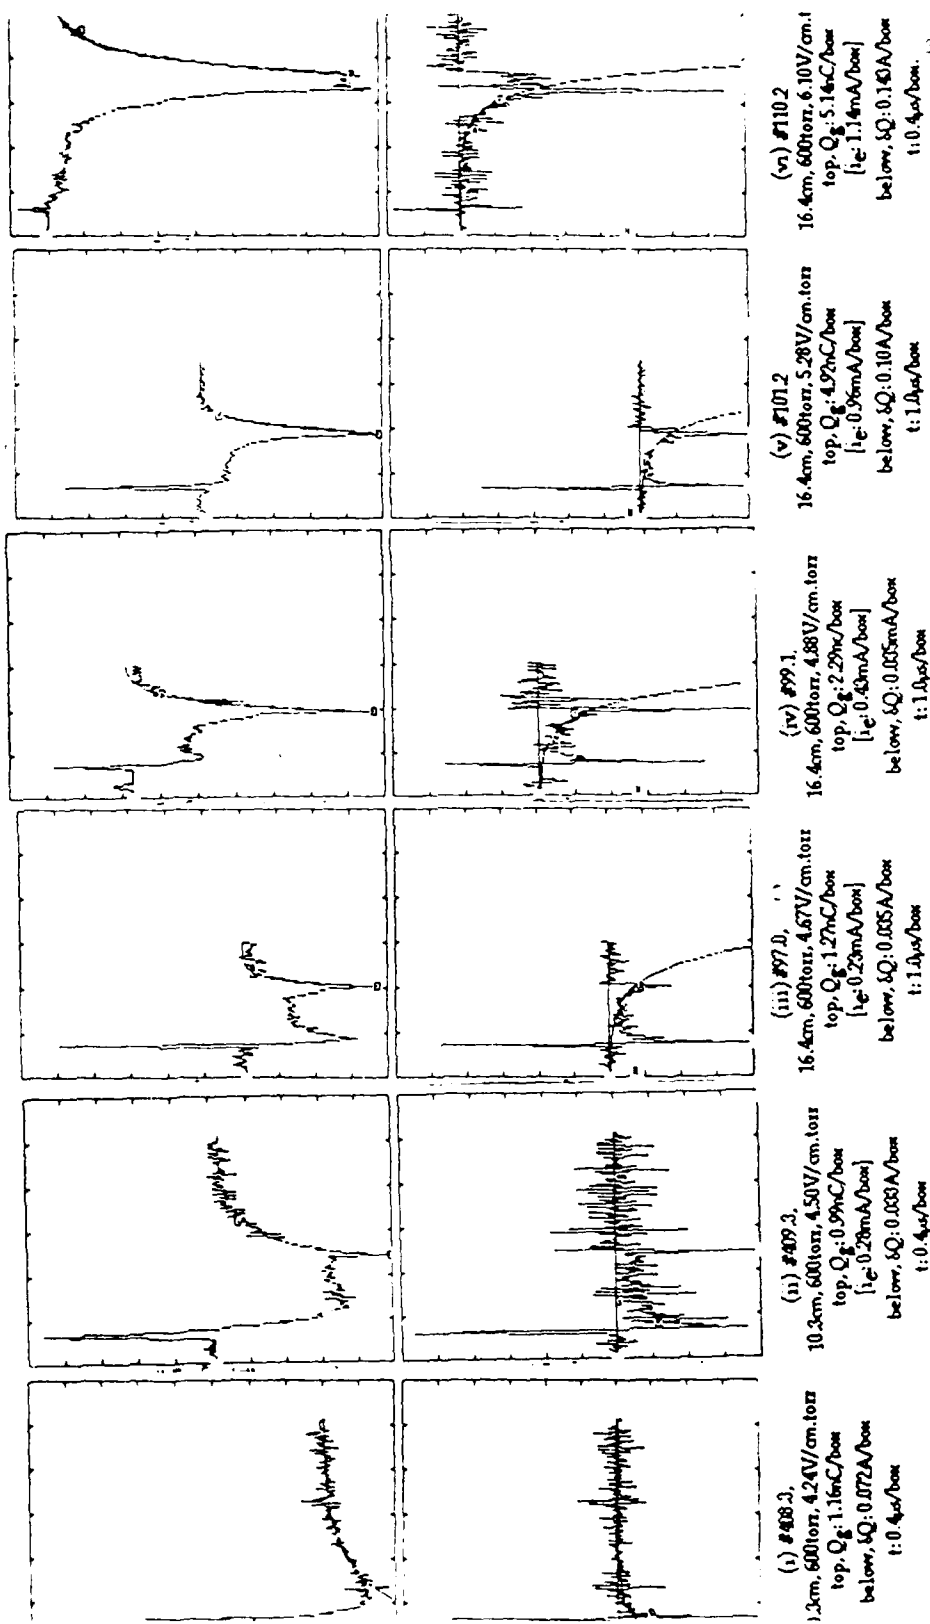 (i) #408.3,
.3cm, 600torr, 4.24V/cm.torr
top, Qg: 1.16nC/box
below, δQ: 0.072A/box
t: 0.4μs/box
(ii) #409.3,
10.3cm, 600torr, 4.50V/cm.torr
top, Qg: 0.99nC/box
[ie: 0.28mA/box]
below, δQ: 0.033A/box
t: 0.4μs/box
(iii) #97.0,
16.4cm, 600torr, 4.67V/cm.torr
top, Qg: 1.27nC/box
[ie: 0.23mA/box]
below, δQ: 0.035A/box
t: 1.0μs/box
(iv) #99.1,
16.4cm, 600torr, 4.88V/cm.torr
top, Qg: 2.29nc/box
[ie: 0.43mA/box]
below, δQ: 0.035mA/box
t: 1.0μs/box
(v) #101.2
16.4cm, 600torr, 5.28V/cm.torr
top, Qg: 4.92nC/box
[ie: 0.96mA/box]
below, δQ: 0.10A/box
t: 1.0μs/box
(vi) #110.2
16.4cm, 600torr, 6.10V/cm.t
top, Qg: 5.14nC/box
[ie: 1.14mA/box]
below, δQ: 0.143A/box
t: 0.4μs/box.